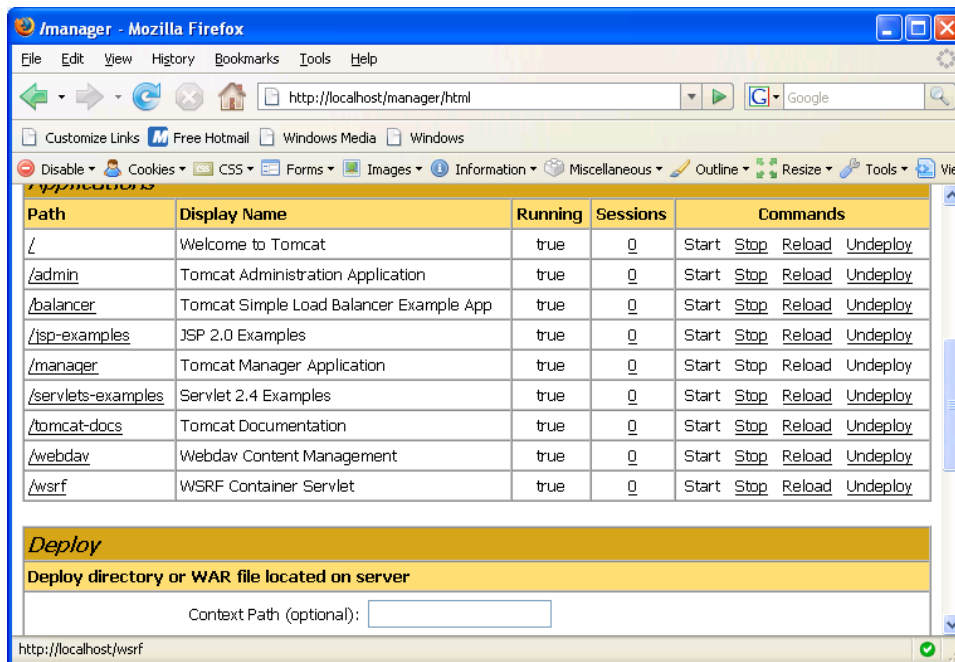 /manager - Mozilla Firefox
File Edit View History Bookmarks Tools Help
http://localhost/manager/html G Google
Customize Links M Free Hotmail Windows Media Windows
Disable Cookies CSS Forms Images Information Miscellaneous Outline Resize Tools Vie
Applications
Path Display Name Running Sessions Commands
/ Welcome to Tomcat true 0 Start Stop Reload Undeploy
/admin Tomcat Administration Application true 0 Start Stop Reload Undeploy
/balancer Tomcat Simple Load Balancer Example App true 0 Start Stop Reload Undeploy
/jsp-examples JSP 2.0 Examples true 0 Start Stop Reload Undeploy
/manager Tomcat Manager Application true 0 Start Stop Reload Undeploy
/servlets-examples Servlet 2.4 Examples true 0 Start Stop Reload Undeploy
/tomcat-docs Tomcat Documentation true 0 Start Stop Reload Undeploy
/webdav Webdav Content Management true 0 Start Stop Reload Undeploy
/wsrf WSRF Container Servlet true 0 Start Stop Reload Undeploy
Deploy
Deploy directory or WAR file located on server
Context Path (optional):
http://localhost/wsrf